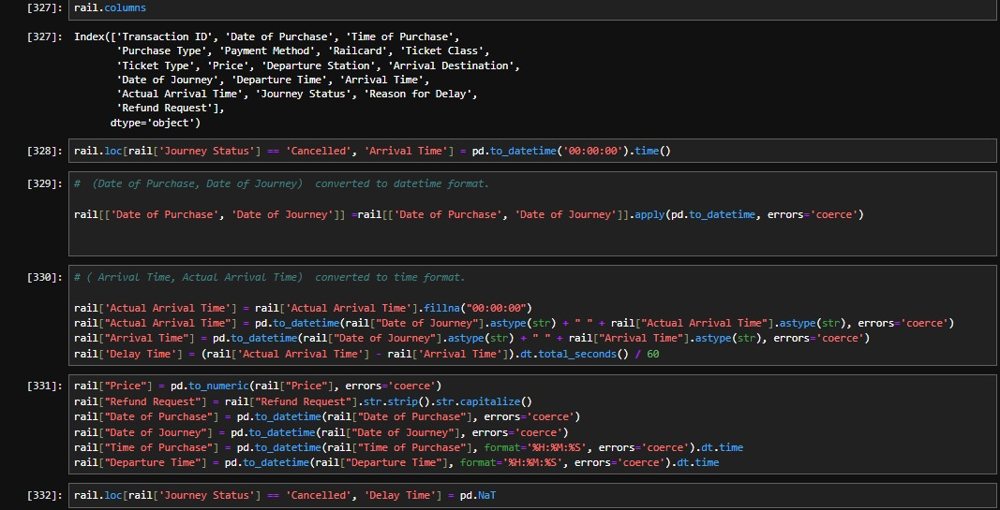 [327]: rail.columns
[327]: Index(['Transaction ID', 'Date of Purchase', 'Time of Purchase',
'Purchase Type', 'Payment Method', 'Railcard', 'Ticket Class',
'Ticket Type', 'Price', 'Departure Station', 'Arrival Destination',
'Date of Journey', 'Departure Time', 'Arrival Time',
'Actual Arrival Time', 'Journey Status', 'Reason for Delay',
'Refund Request'],
dtype='object')
[328]: rail.loc[rail['Journey Status'] == 'Cancelled', 'Arrival Time'] = pd.to_datetime('00:00:00').time()
[329]: # (Date of Purchase, Date of Journey) converted to datetime format.
rail[['Date of Purchase', 'Date of Journey']] =rail[['Date of Purchase', 'Date of Journey']].apply(pd.to_datetime, errors='coerce')
[330]: # ( Arrival Time, Actual Arrival Time) converted to time format.
rail['Actual Arrival Time'] = rail['Actual Arrival Time'].fillna("00:00:00")
rail["Actual Arrival Time"] = pd.to_datetime(rail["Date of Journey"].astype(str) + " " + rail["Actual Arrival Time"].astype(str), errors='coerce')
rail["Arrival Time"] = pd.to_datetime(rail["Date of Journey"].astype(str) + " " + rail["Arrival Time"].astype(str), errors='coerce')
rail['Delay Time'] = (rail['Actual Arrival Time'] - rail['Arrival Time']).dt.total_seconds() / 60
[331]: rail["Price"] = pd.to_numeric(rail["Price"], errors='coerce')
rail["Refund Request"] = rail["Refund Request"].str.strip().str.capitalize()
rail["Date of Purchase"] = pd.to_datetime(rail["Date of Purchase"], errors='coerce')
rail["Date of Journey"] = pd.to_datetime(rail["Date of Journey"], errors='coerce')
rail["Time of Purchase"] = pd.to_datetime(rail["Time of Purchase"], format='%H:%M:%S', errors='coerce').dt.time
rail["Departure Time"] = pd.to_datetime(rail["Departure Time"], format='%H:%M:%S', errors='coerce').dt.time
[332]: rail.loc[rail['Journey Status'] == 'Cancelled', 'Delay Time'] = pd.NaT